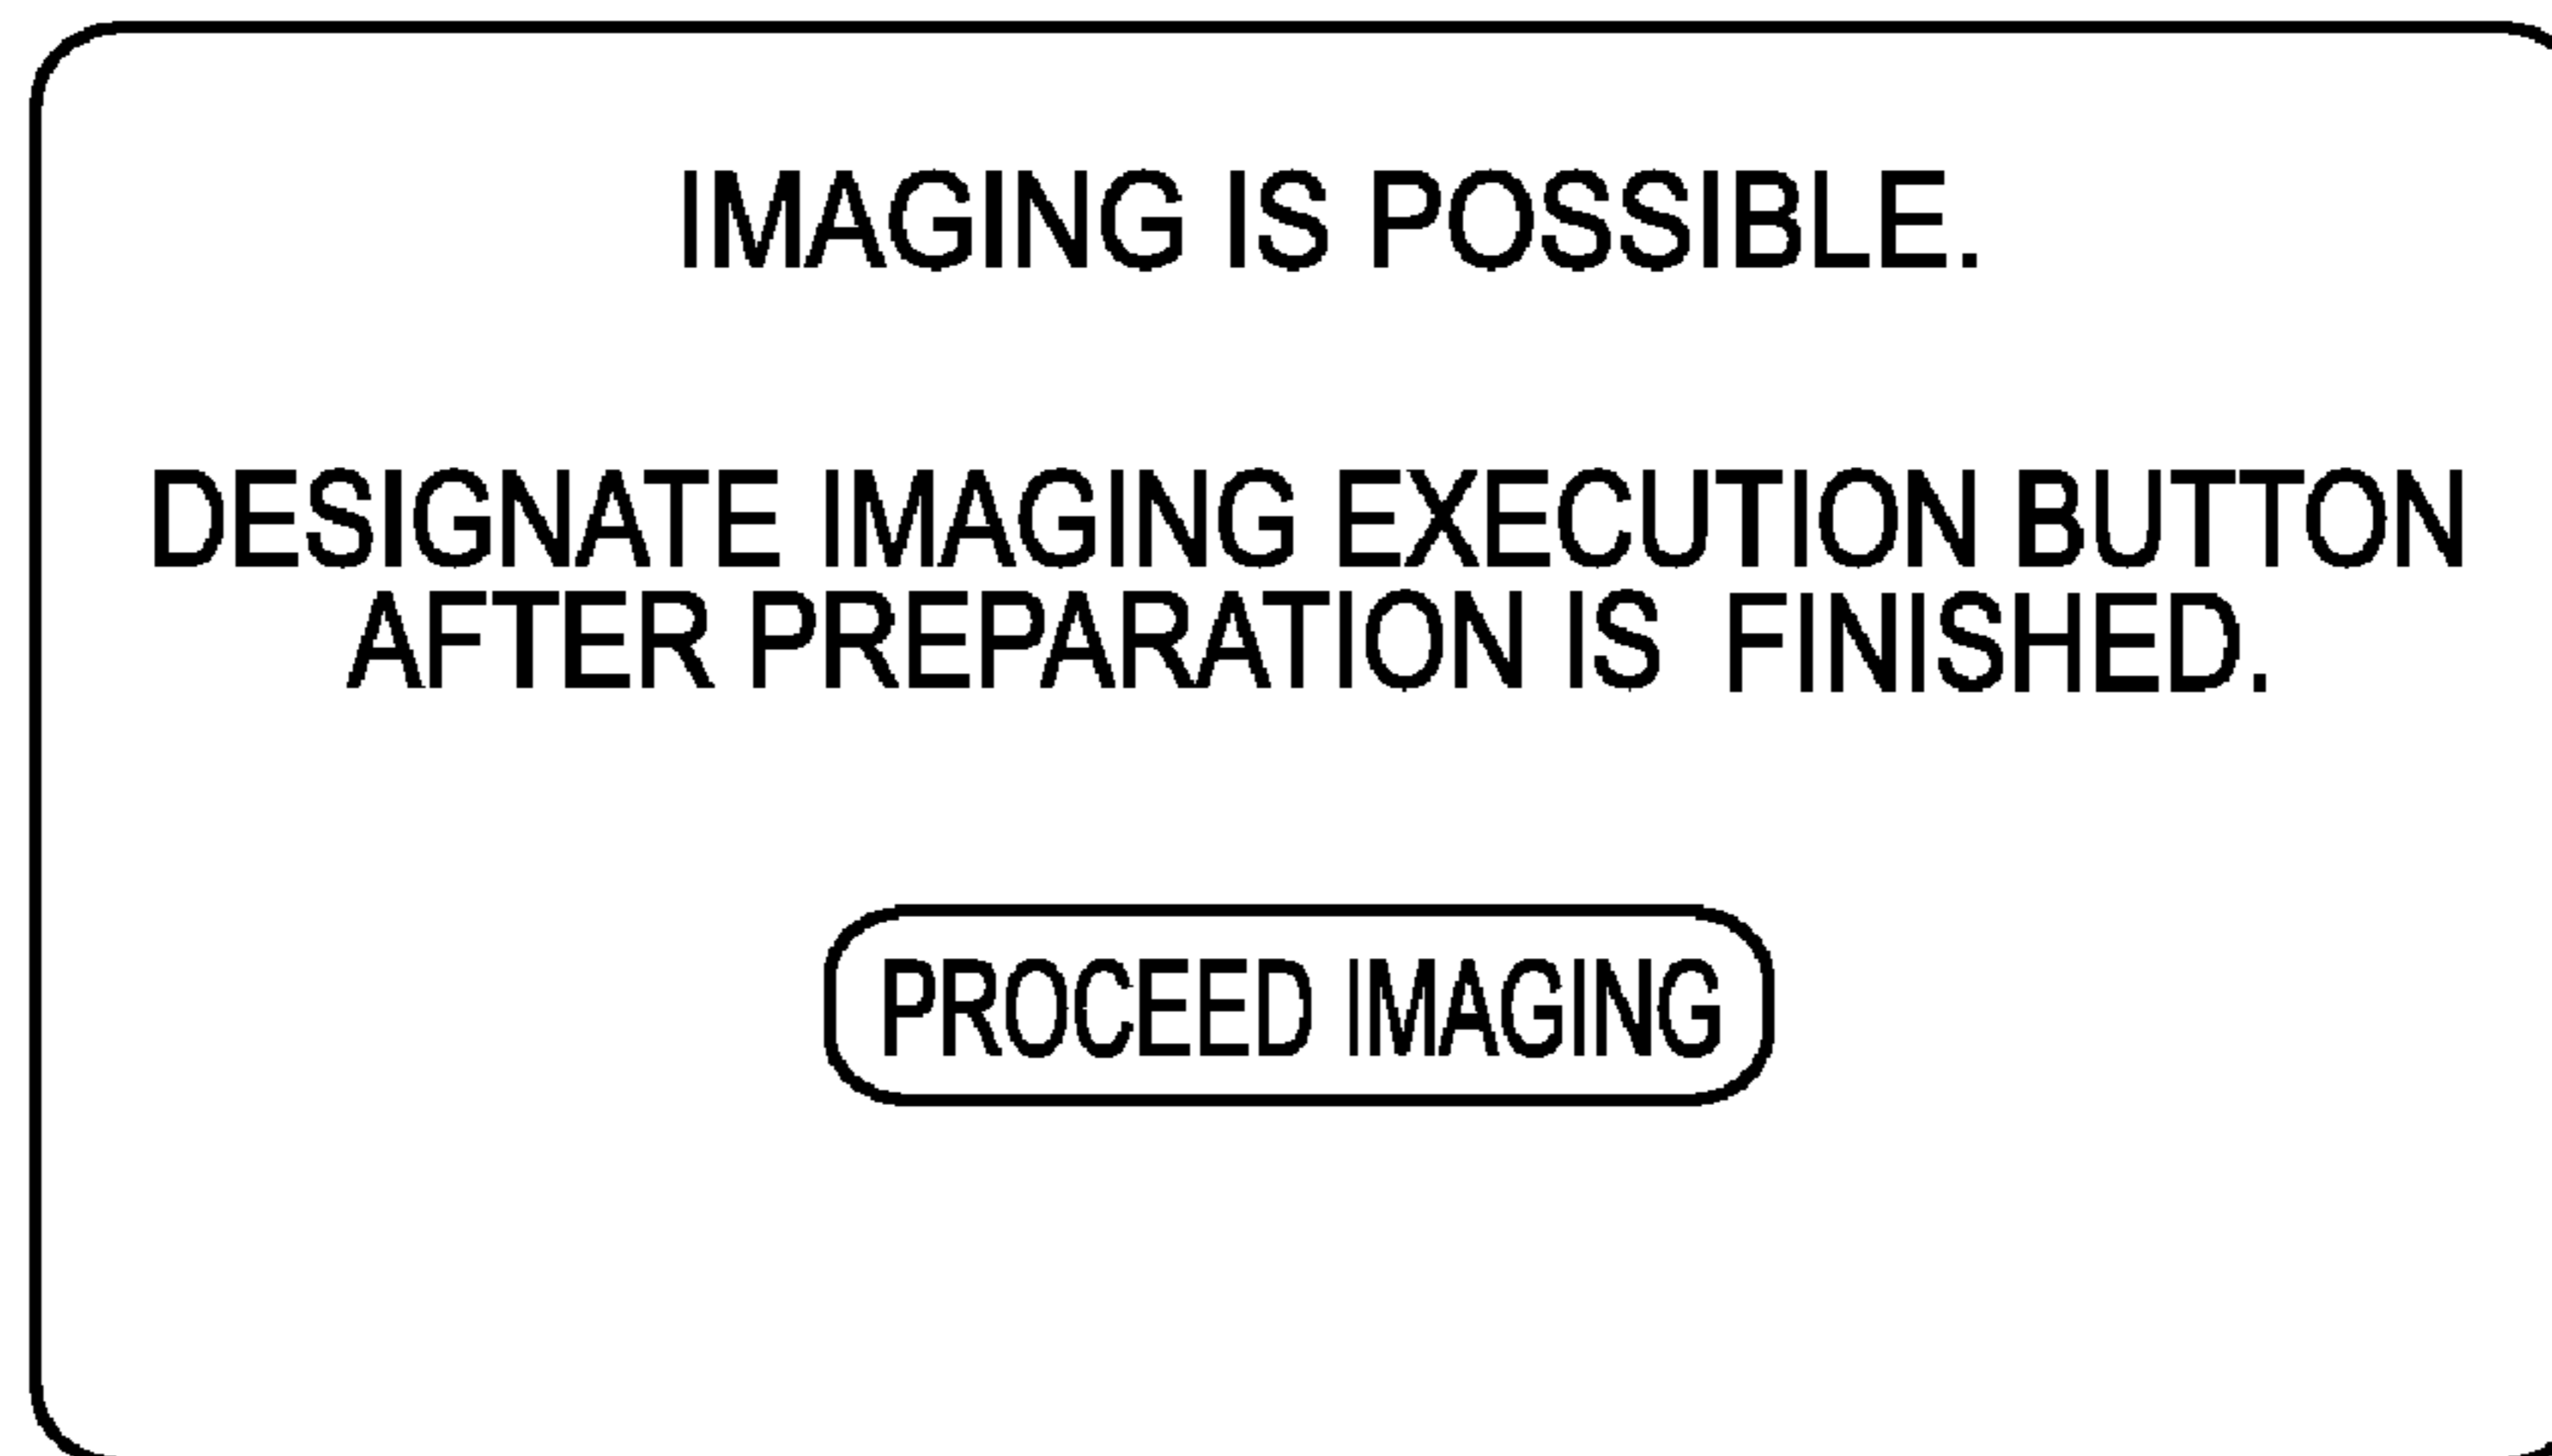 IMAGING IS POSSIBLE.
DESIGNATE IMAGING EXECUTION BUTTON
AFTER PREPARATION IS FINISHED.
PROCEED IMAGING